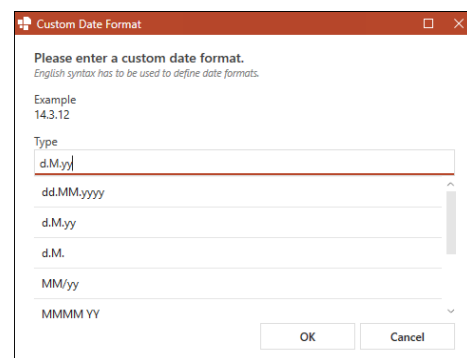 Custom Date Format
Please enter a custom date format.
English syntax has to be used to define date formats.
Example
14.3.12
Type
d.M.yy
dd.MM.yyyy
d.M.yy
d.M.
MM/yy
MMMM YY
OK Cancel